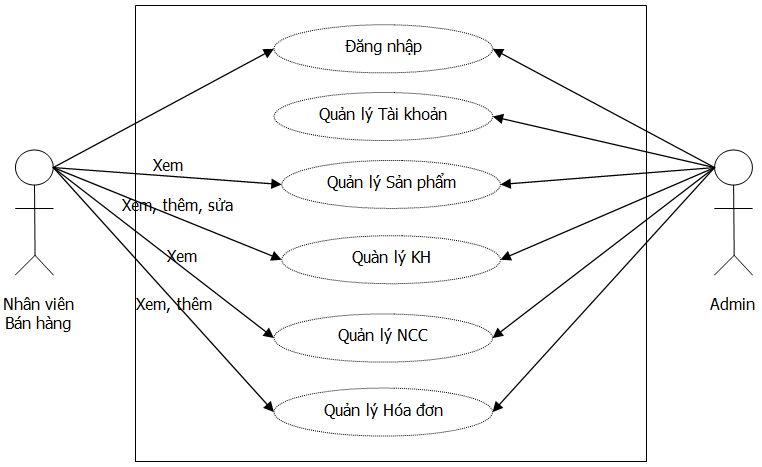 Đăng nhập
Quản lý Tài khoản
Xem
Quản lý Sản phẩm
Xem, thêm, sửa
Quản lý KH
Xem
Nhân viên
Bán hàng
Xem, thêm
Admin
Quản lý NCC
Quản lý Hóa đơn